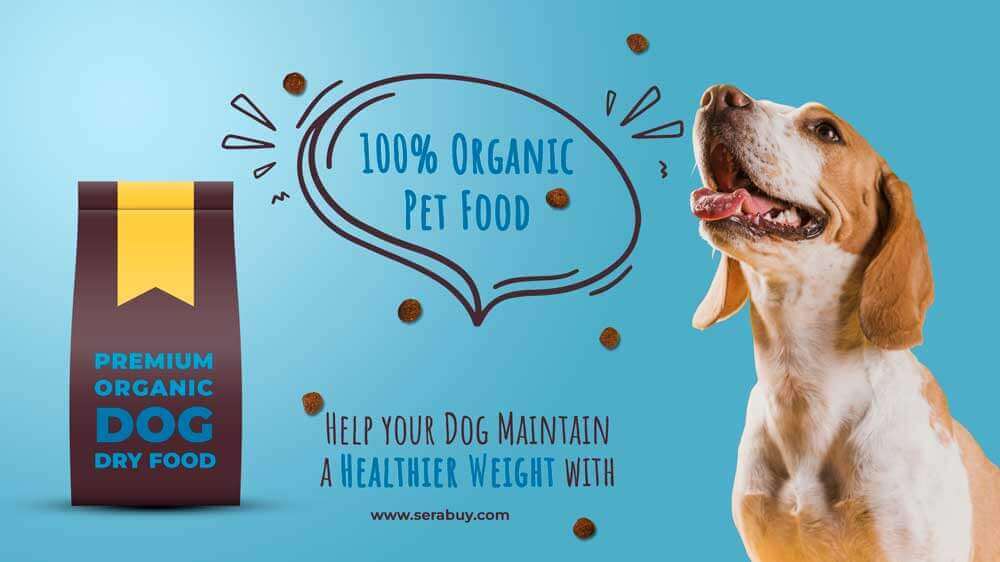 100% Organic
Pet Food
PREMIUM
ORGANIC
DOG
DRY FOOD
Help your Dog Maintain
a Healthier Weight with
www.serabuy.com